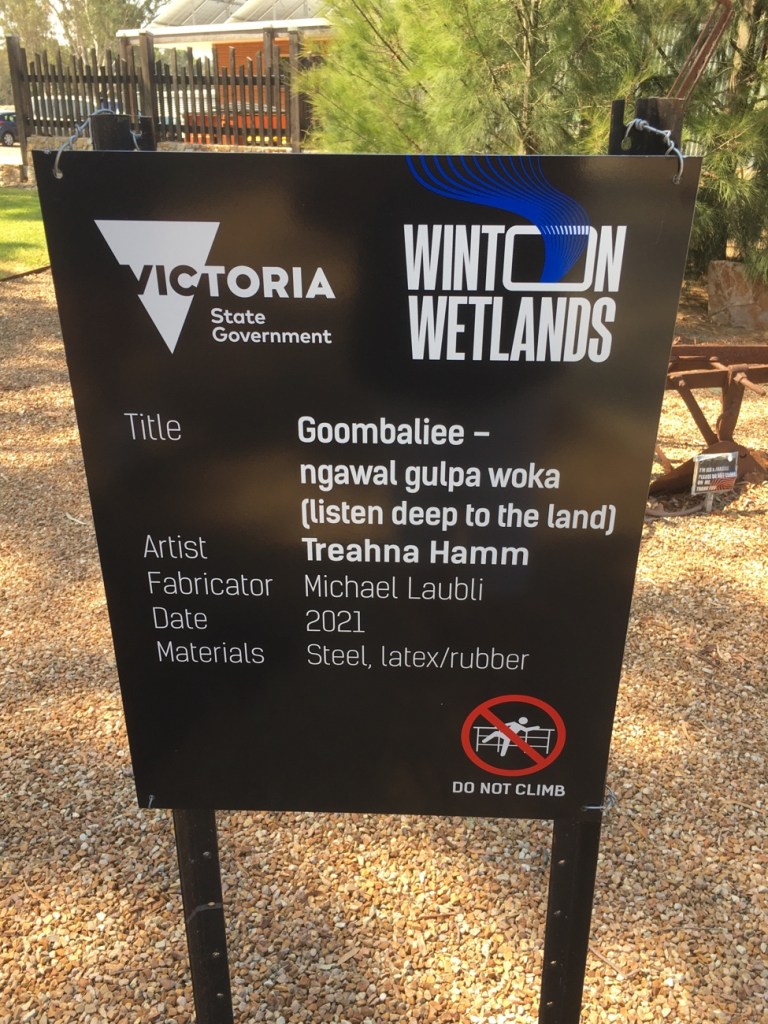 VICTORIA
State
Government
WINTON
WETLANDS
Title Goombaliee –
ngawal gulpa woka
(listen deep to the land)
Artist Treahna Hamm
Fabricator Michael Laubli
Date 2021
Materials Steel, latex/rubber
DO NOT CLIMB